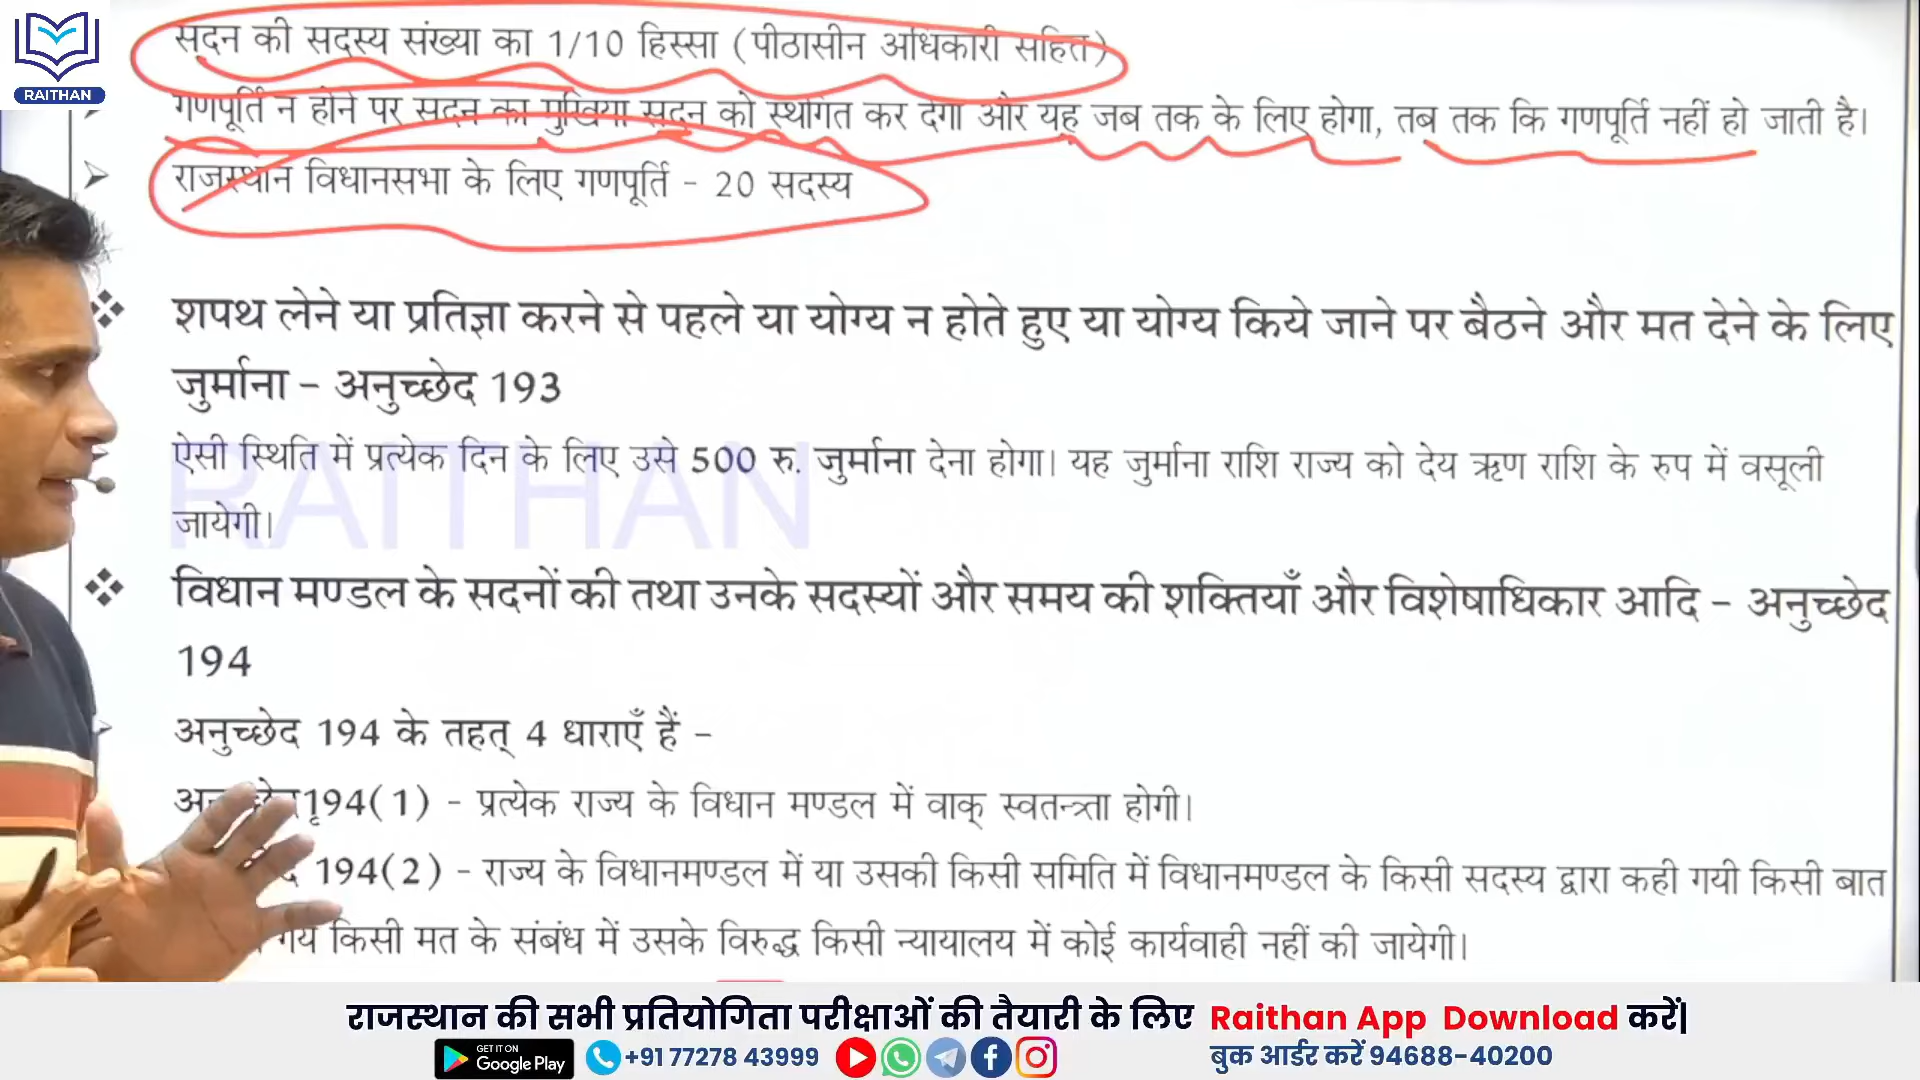 RAITHAN
सदन की सदस्य संख्या का 1/10 हिस्सा (पीठासीन अधिकारी सहित)
गणपूर्ति न होने पर सदन का मुखिया सदन को स्थगित कर देगा और यह जब तक के लिए होगा, तब तक कि गणपूर्ति नहीं हो जाती है।
राजस्थान विधानसभा के लिए गणपूर्ति - 20 सदस्य
शपथ लेने या प्रतिज्ञा करने से पहले या योग्य न होते हुए या योग्य किये जाने पर बैठने और मत देने के लिए
जुर्माना - अनुच्छेद 193
ऐसी स्थिति में प्रत्येक दिन के लिए उसे 500 रु. जुर्माना देना होगा। यह जुर्माना राशि राज्य को देय ऋण राशि के रुप में वसूली
जायेगी।
RAITHAN
विधान मण्डल के सदनों की तथा उनके सदस्यों और समय की शक्तियाँ और विशेषाधिकार आदि - अनुच्छेद
194
अनुच्छेद 194 के तहत् 4 धाराएँ हैं -
194(1) - प्रत्येक राज्य के विधान मण्डल में वाक् स्वतन्त्र्ता होगी।
194(2) - राज्य के विधानमण्डल में या उसकी किसी समिति में विधानमण्डल के किसी सदस्य द्वारा कही गयी किसी बात
गये किसी मत के संबंध में उसके विरुद्ध किसी न्यायालय में कोई कार्यवाही नहीं की जायेगी।
राजस्थान की सभी प्रतियोगिता परीक्षाओं की तैयारी के लिए Raithan App Download करें|
GET IT ON Google Play +91 77278 43999 बुक आर्डर करें 94688-40200